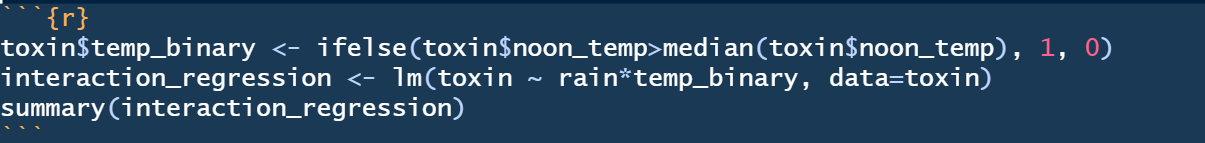 ```{r}
toxin$temp_binary <- ifelse(toxin$noon_temp>median(toxin$noon_temp), 1, 0)
interaction_regression <- lm(toxin ~ rain*temp_binary, data=toxin)
summary(interaction_regression)
```